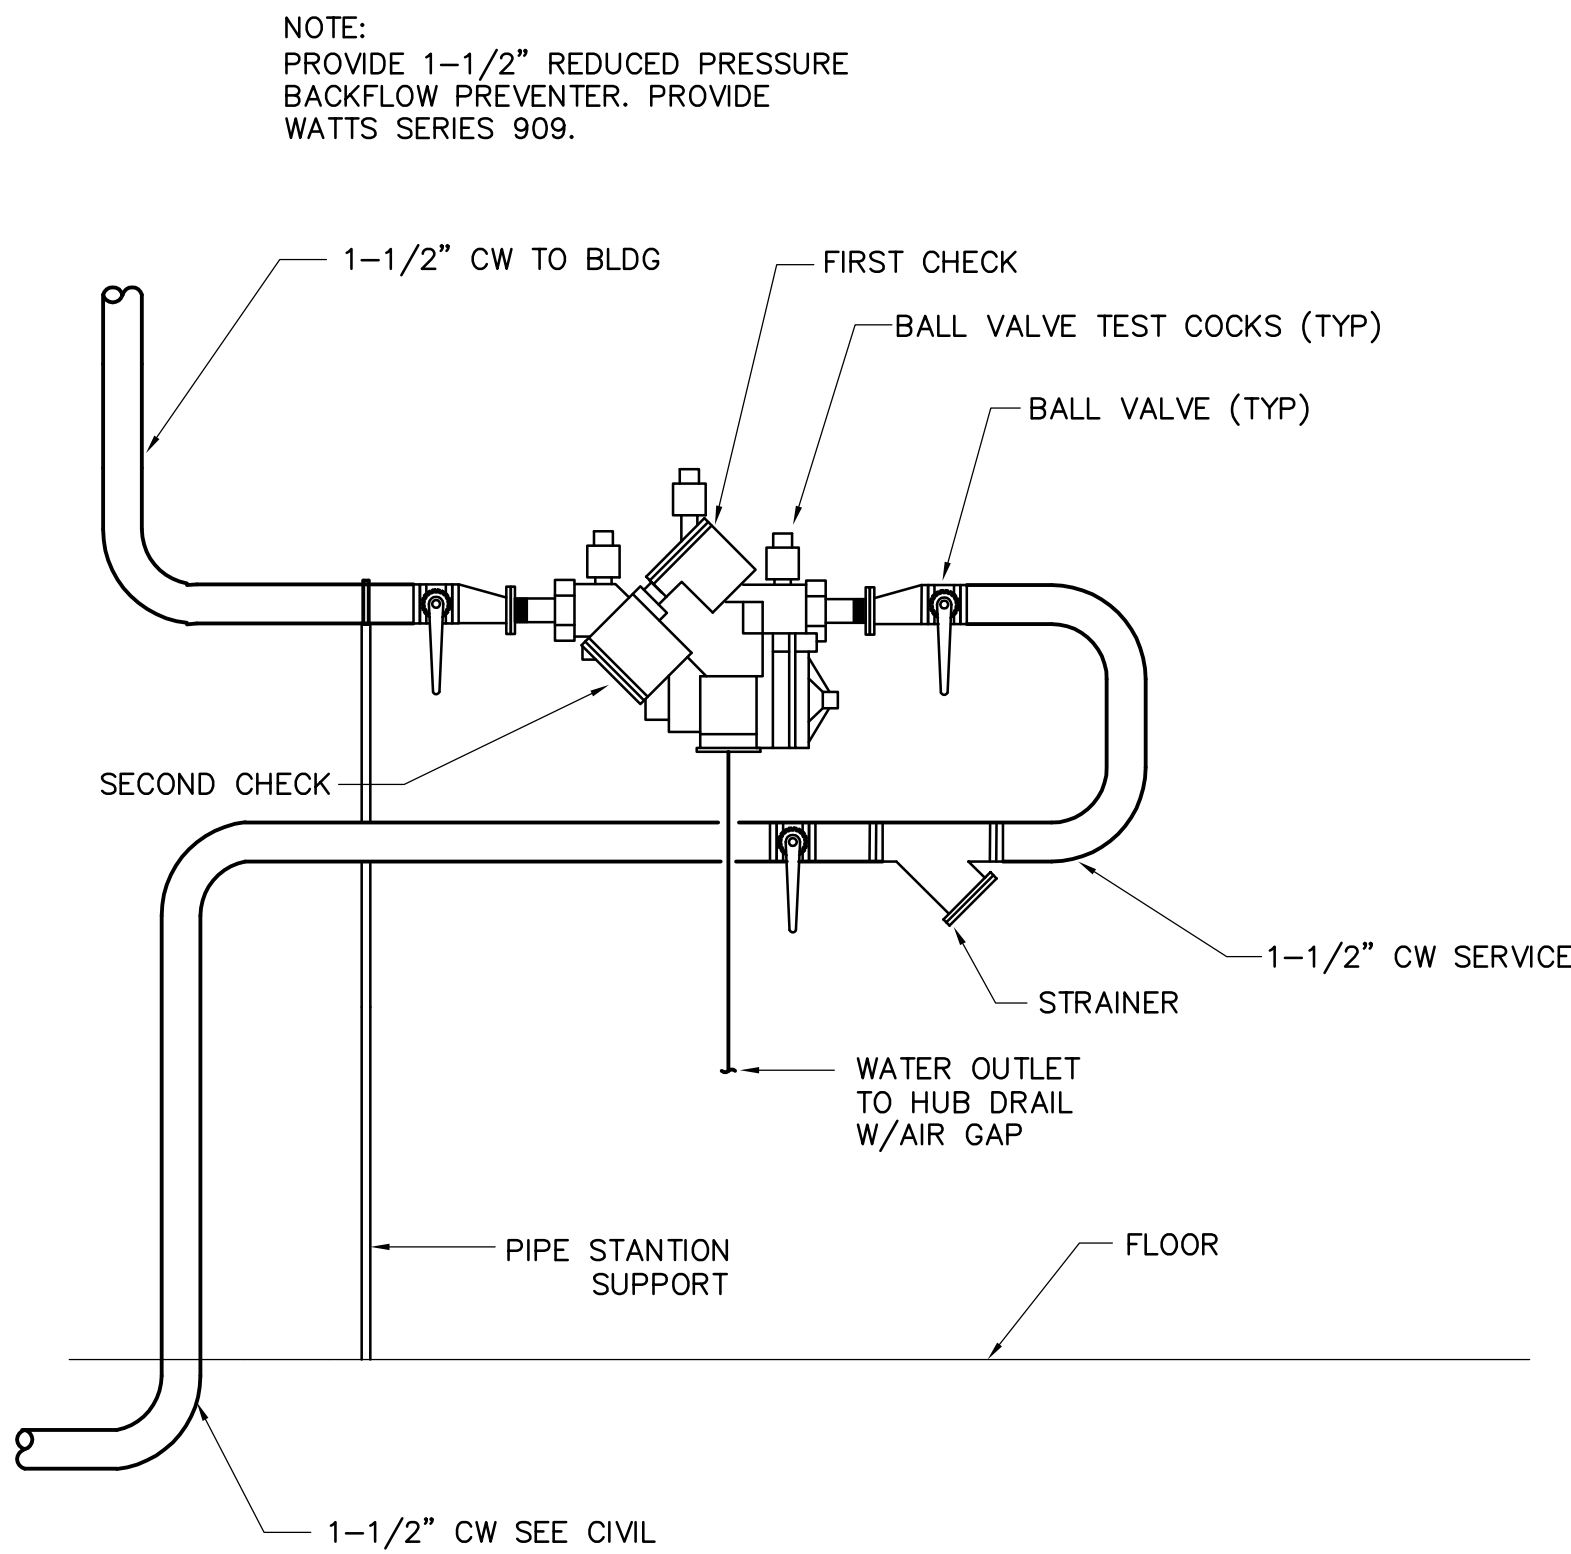 NOTE:
PROVIDE 1-1/2" REDUCED PRESSURE
BACKFLOW PREVENTER. PROVIDE
WATTS SERIES 909.
1-1/2" CW TO BLDG
FIRST CHECK
BALL VALVE TEST COCKS (TYP)
BALL VALVE (TYP)
SECOND CHECK
1-1/2" CW SERVICE
STRAINER
WATER OUTLET
TO HUB DRAIL
W/AIR GAP
PIPE STANTION
SUPPORT
FLOOR
1-1/2" CW SEE CIVIL